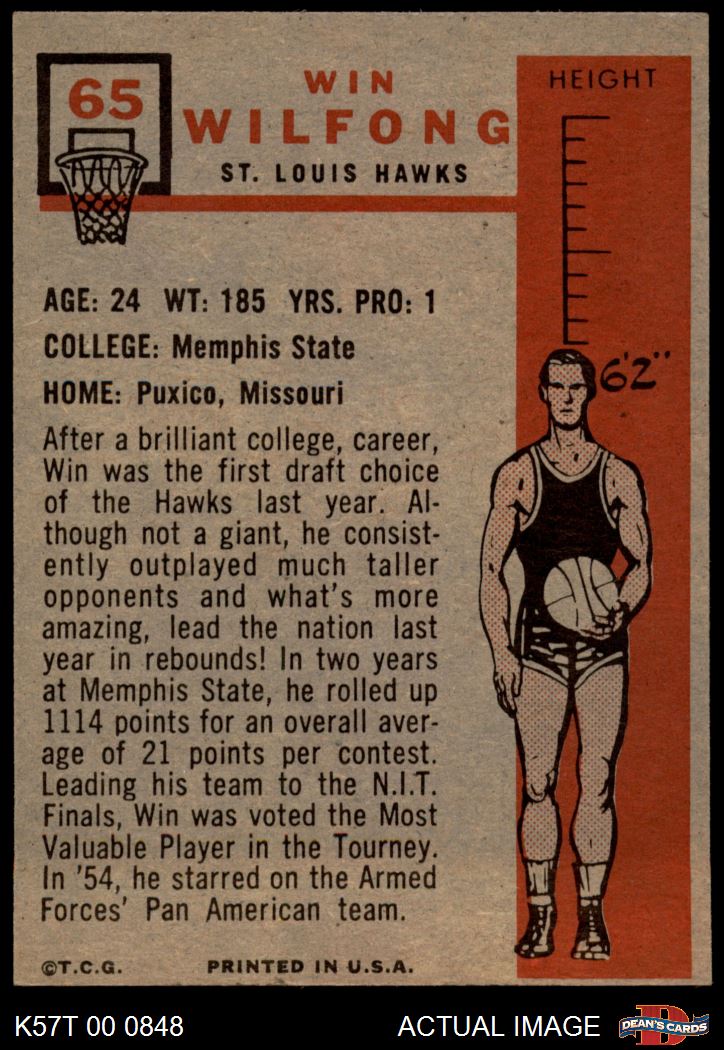 65
WIN
WILFONG
ST. LOUIS HAWKS
HEIGHT
6'2"
AGE: 24 WT: 185 YRS. PRO: 1
COLLEGE: Memphis State
HOME: Puxico, Missouri
After a brilliant college, career,
Win was the first draft choice
of the Hawks last year. Al-
though not a giant, he consist-
ently outplayed much taller
opponents and what's more
amazing, lead the nation last
year in rebounds! In two years
at Memphis State, he rolled up
1114 points for an overall aver-
age of 21 points per contest.
Leading his team to the N.I.T.
Finals, Win was voted the Most
Valuable Player in the Tourney.
In '54, he starred on the Armed
Forces' Pan American team.
©T.C.G. PRINTED IN U.S.A.
K57T 00 0848 ACTUAL IMAGE
D
DEAN'S CARDS